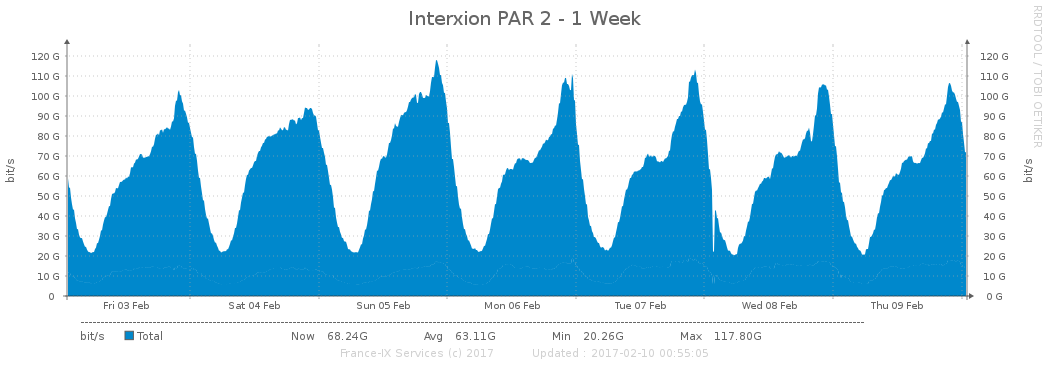 Interxion PAR 2 - 1 Week
RRDTOOL / TOBI OETIKER
120 G 120 G
110 G 110 G
100 G 100 G
90 G 90 G
80 G 80 G
70 G 70 G
60 G 60 G
50 G 50 G
40 G 40 G
30 G 30 G
20 G 20 G
10 G 10 G
0 0 G
bit/s
bit/s
Fri 03 Feb Sat 04 Feb Sun 05 Feb Mon 06 Feb Tue 07 Feb Wed 08 Feb Thu 09 Feb
bit/s Total Now 68.24G Avg 63.11G Min 20.26G Max 117.80G
France-IX Services (c) 2017 Updated : 2017-02-10 00:55:05